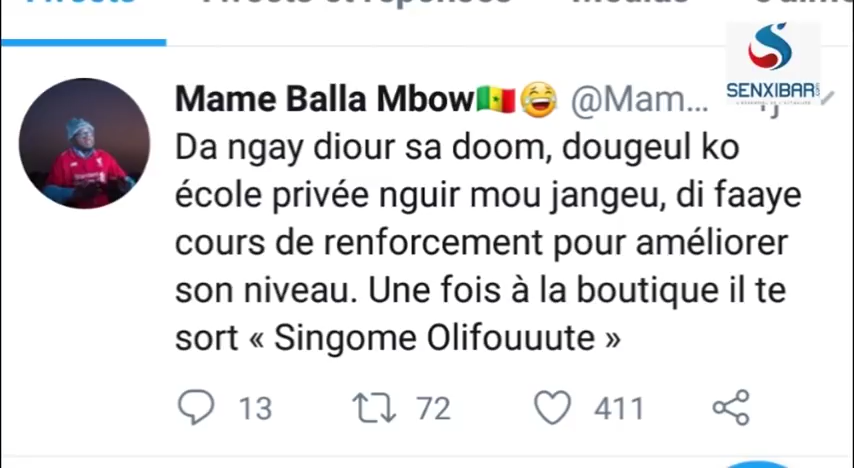 SENXIBAR
Mame Balla Mbow🇸🇳😂 @Mam...
Da ngay diour sa doom, dougeul ko
école privée nguir mou jangeu, di faaye
cours de renforcement pour améliorer
son niveau. Une fois à la boutique il te
sort « Singome Olifouuute »
13 72 411